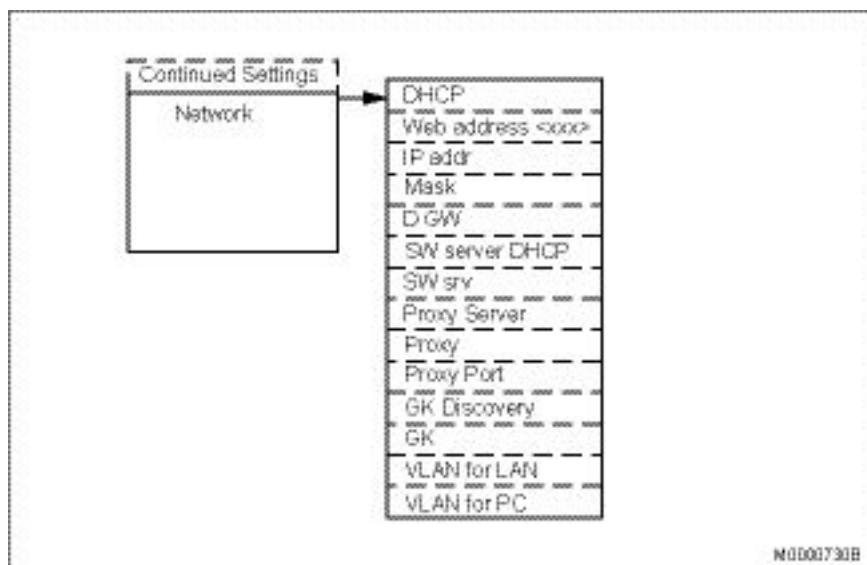 Continued Settings
Network
DHCP
Web address <xxx>
IP addr
Mask
D GW
SW server DHCP
SW srv
Proxy Server
Proxy
Proxy Port
GK Discovery
GK
VLAN for LAN
VLAN for PC
M0000730B